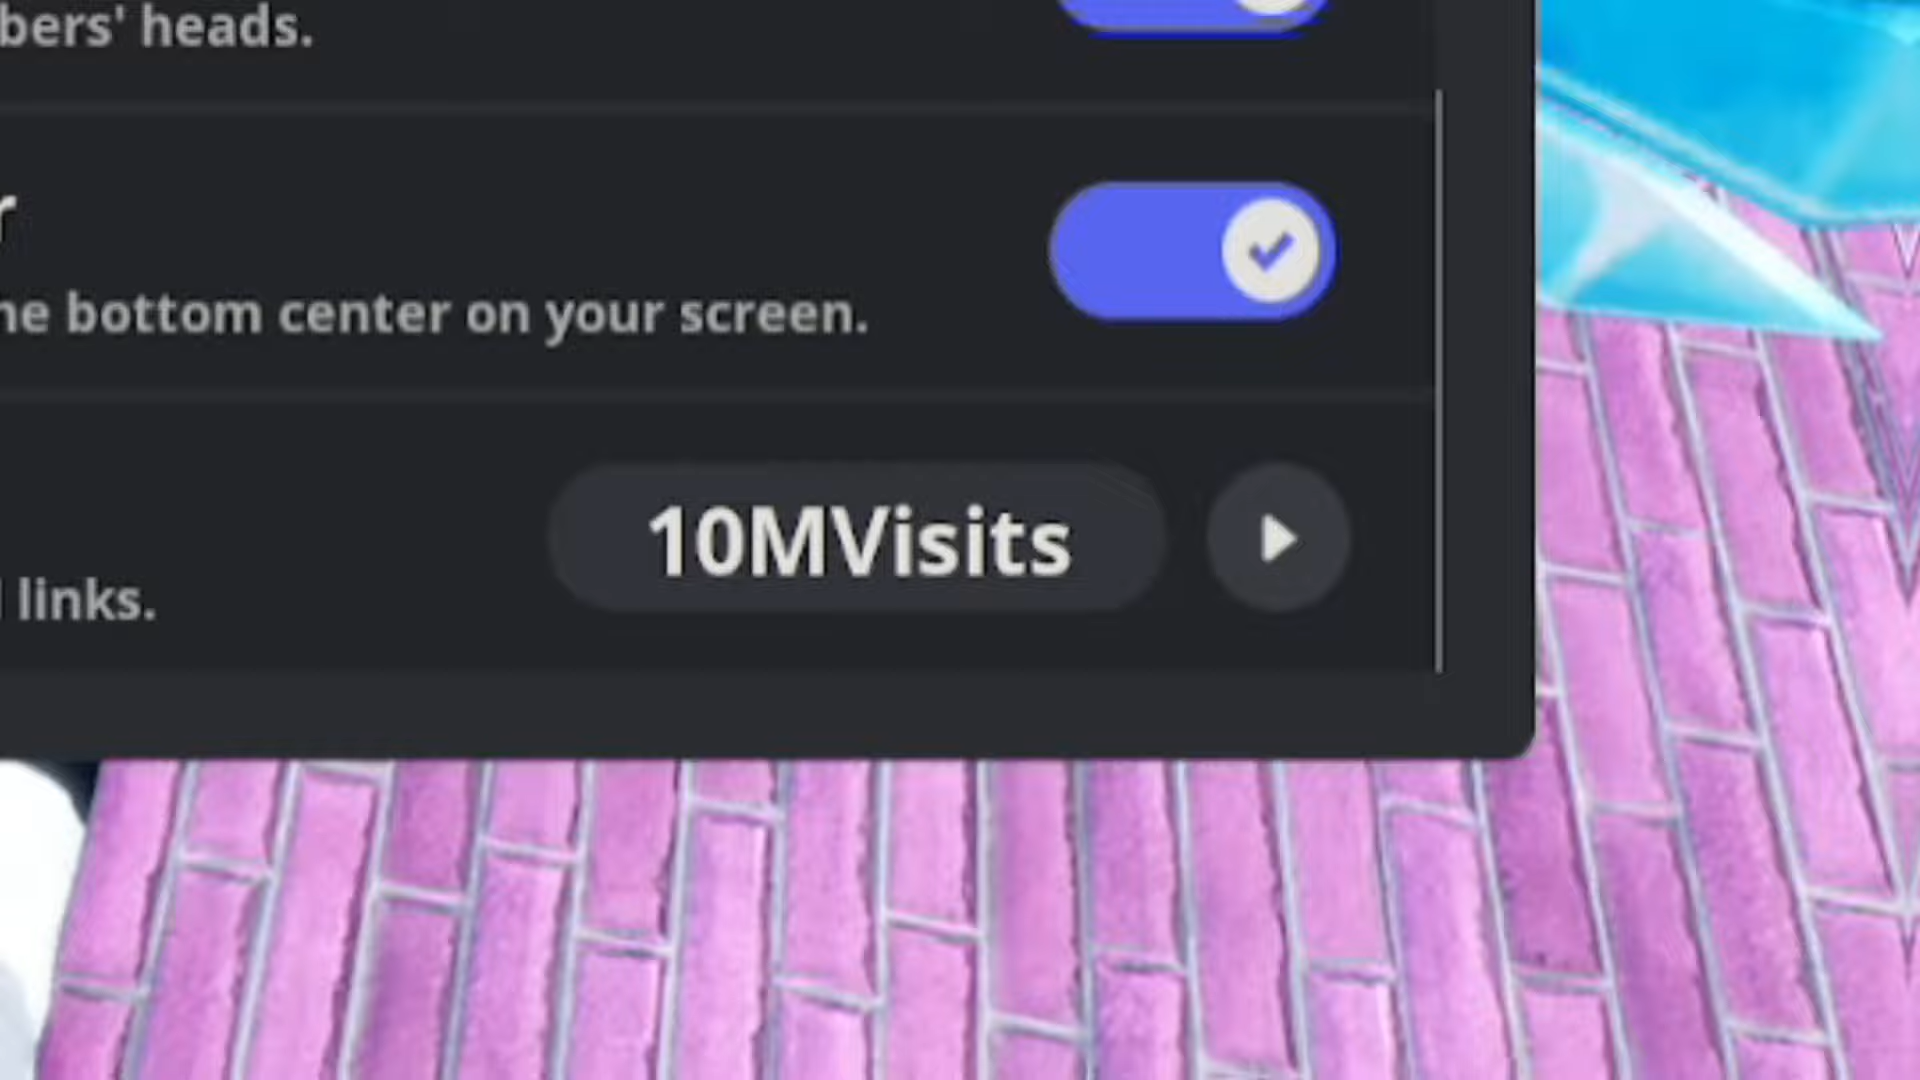 bers' heads.
r
he bottom center on your screen.
10MVisits
links.